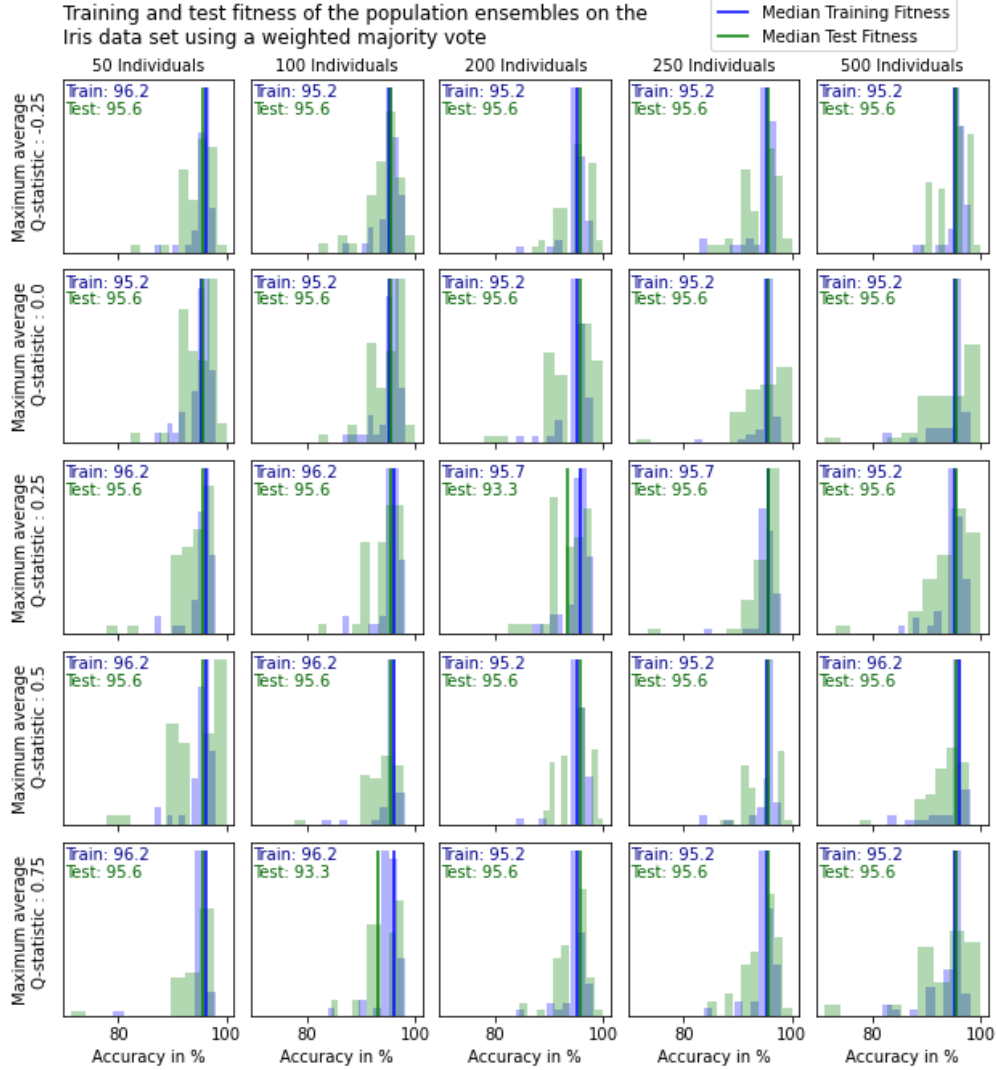 Training and test fitness of the population ensembles on the
Iris data set using a weighted majority vote
Median Training Fitness
Median Test Fitness
50 Individuals
100 Individuals
200 Individuals
250 Individuals
500 Individuals
Maximum average
Q-statistic : -0.25
Train: 96.2
Test: 95.6
Train: 95.2
Test: 95.6
Train: 95.2
Test: 95.6
Train: 95.2
Test: 95.6
Train: 95.2
Test: 95.6
Maximum average
Q-statistic : 0.0
Train: 95.2
Test: 95.6
Train: 95.2
Test: 95.6
Train: 95.2
Test: 95.6
Train: 95.2
Test: 95.6
Train: 95.2
Test: 95.6
Maximum average
Q-statistic : 0.25
Train: 96.2
Test: 95.6
Train: 96.2
Test: 95.6
Train: 95.7
Test: 93.3
Train: 95.7
Test: 95.6
Train: 95.2
Test: 95.6
Maximum average
Q-statistic : 0.5
Train: 96.2
Test: 95.6
Train: 96.2
Test: 95.6
Train: 95.2
Test: 95.6
Train: 95.2
Test: 95.6
Train: 96.2
Test: 95.6
Maximum average
Q-statistic : 0.75
Train: 96.2
Test: 95.6
Train: 96.2
Test: 93.3
Train: 95.2
Test: 95.6
Train: 95.2
Test: 95.6
Train: 95.2
Test: 95.6
80 100
80 100
80 100
80 100
80 100
Accuracy in %
Accuracy in %
Accuracy in %
Accuracy in %
Accuracy in %